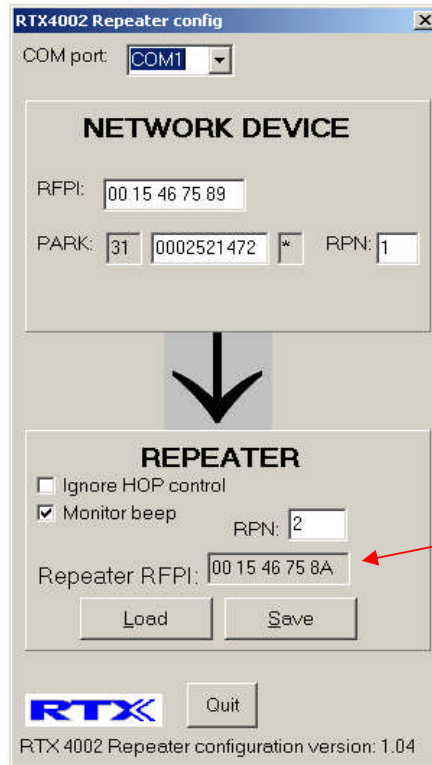 RTX4002 Repeater config
COM port: COM1
NETWORK DEVICE
RFPI: 00 15 46 75 89
PARK: 31 0002521472 * RPN: 1
REPEATER
Ignore HOP control
Monitor beep
RPN: 2
Repeater RFPI: 00 15 46 75 8A
Load Save
RTX Quit
RTX 4002 Repeater configuration version: 1.04